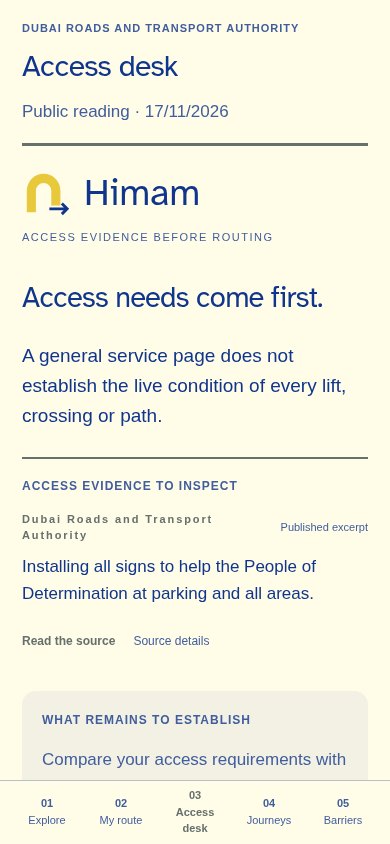 DUBAI ROADS AND TRANSPORT AUTHORITY
Access desk
Public reading · 17/11/2026
Himam
ACCESS EVIDENCE BEFORE ROUTING
Access needs come first.
A general service page does not
establish the live condition of every lift,
crossing or path.
ACCESS EVIDENCE TO INSPECT
Dubai Roads and Transport
Authority
Published excerpt
Installing all signs to help the People of
Determination at parking and all areas.
Read the source Source details
WHAT REMAINS TO ESTABLISH
Compare your access requirements with
01
Explore
02
My route
03
Access
desk
04
Journeys
05
Barriers